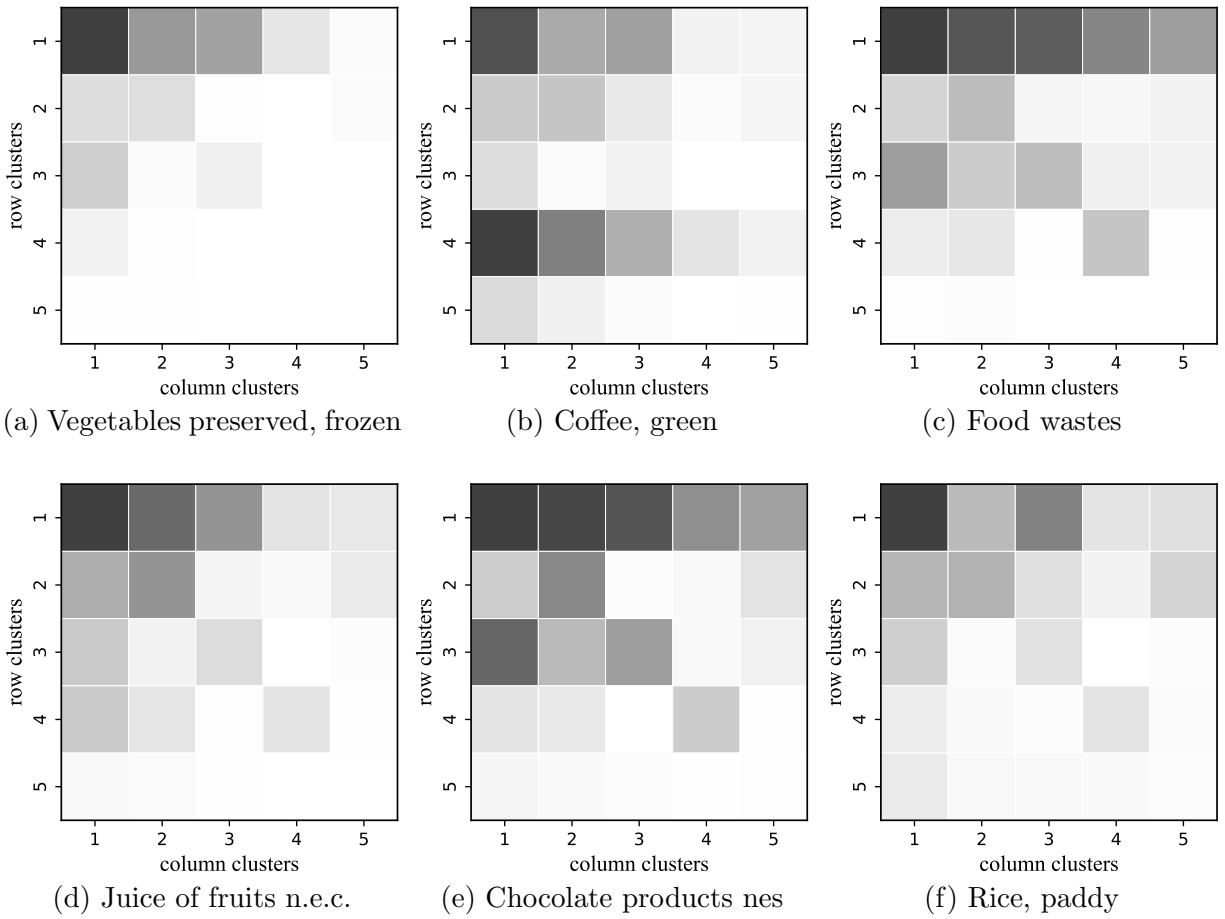 1
2
3
4
5
row clusters
1 2 3 4 5
column clusters
(a) Vegetables preserved, frozen
1
2
3
4
5
row clusters
1 2 3 4 5
column clusters
(b) Coffee, green
1
2
3
4
5
row clusters
1 2 3 4 5
column clusters
(c) Food wastes
1
2
3
4
5
row clusters
1 2 3 4 5
column clusters
(d) Juice of fruits n.e.c.
1
2
3
4
5
row clusters
1 2 3 4 5
column clusters
(e) Chocolate products nes
1
2
3
4
5
row clusters
1 2 3 4 5
column clusters
(f) Rice, paddy